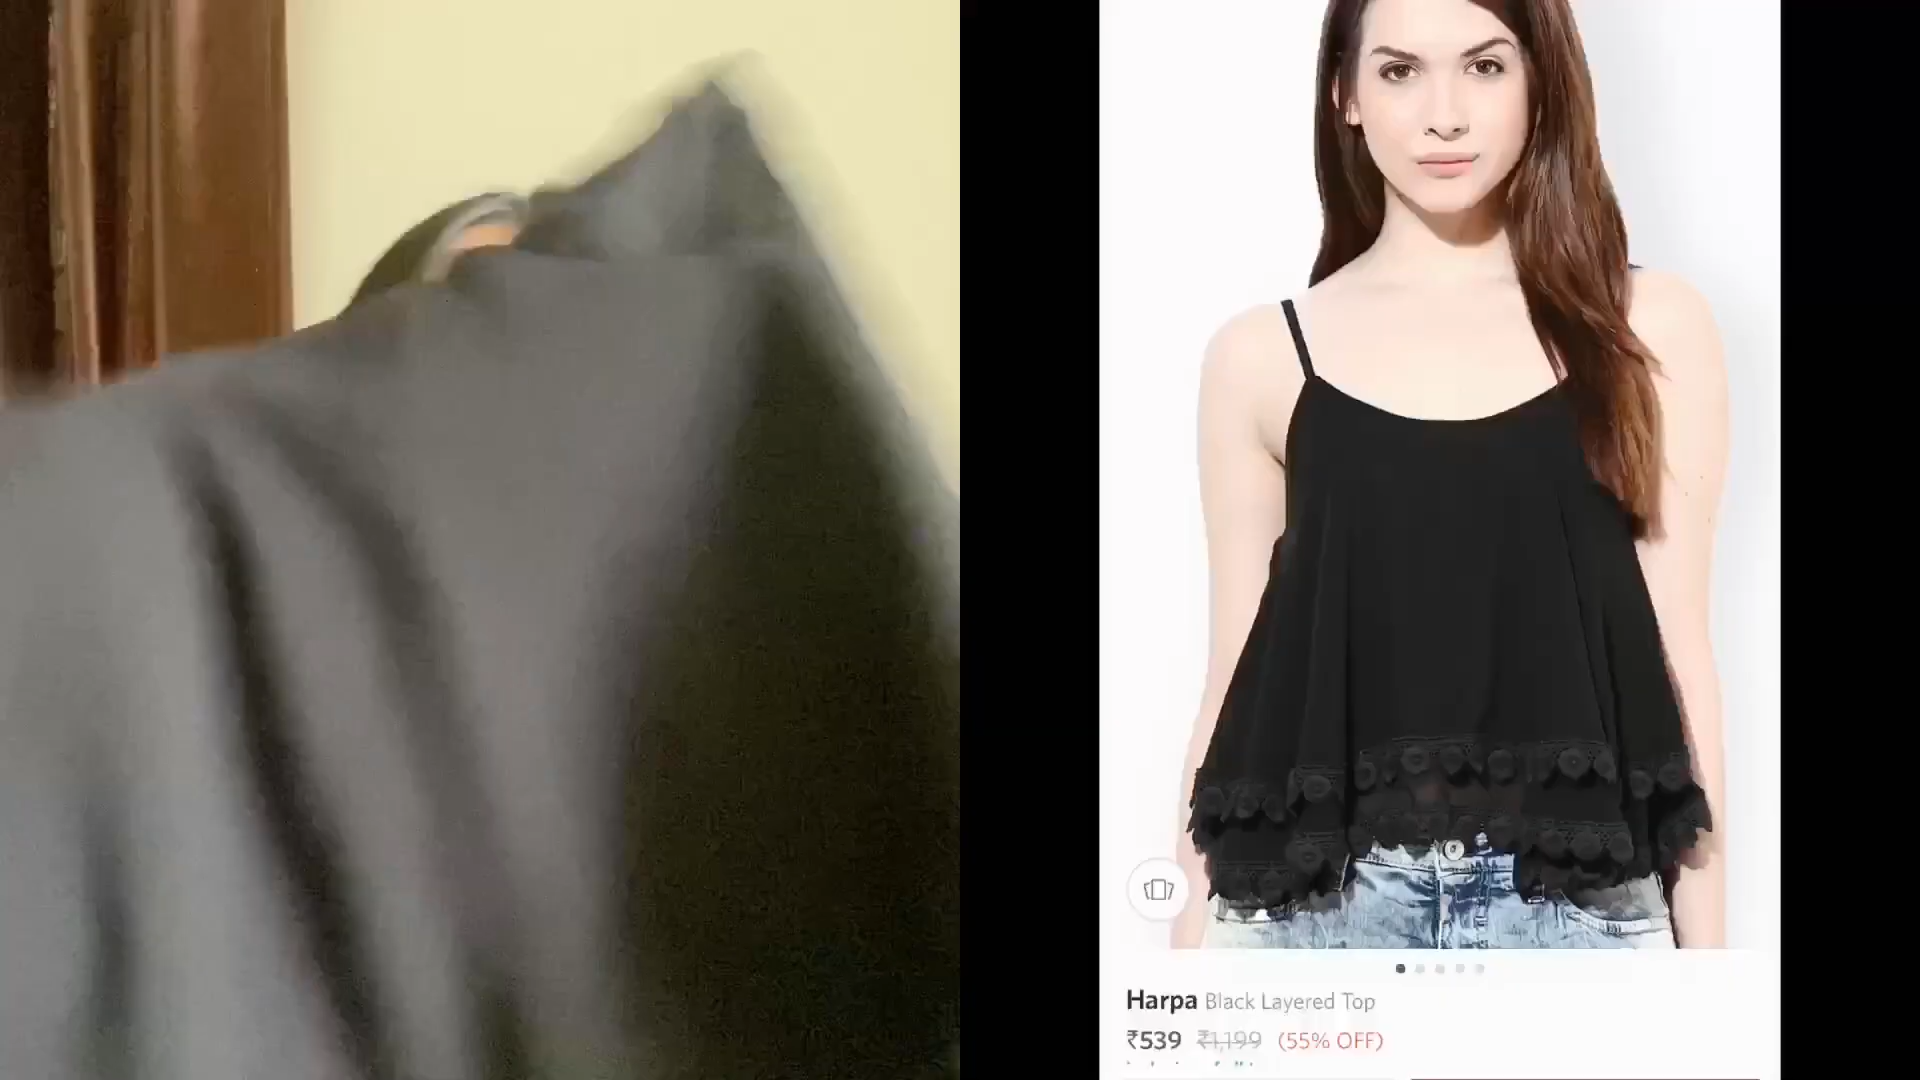 Harpa Black Layered Top
₹539 ₹1,199 (55% OFF)